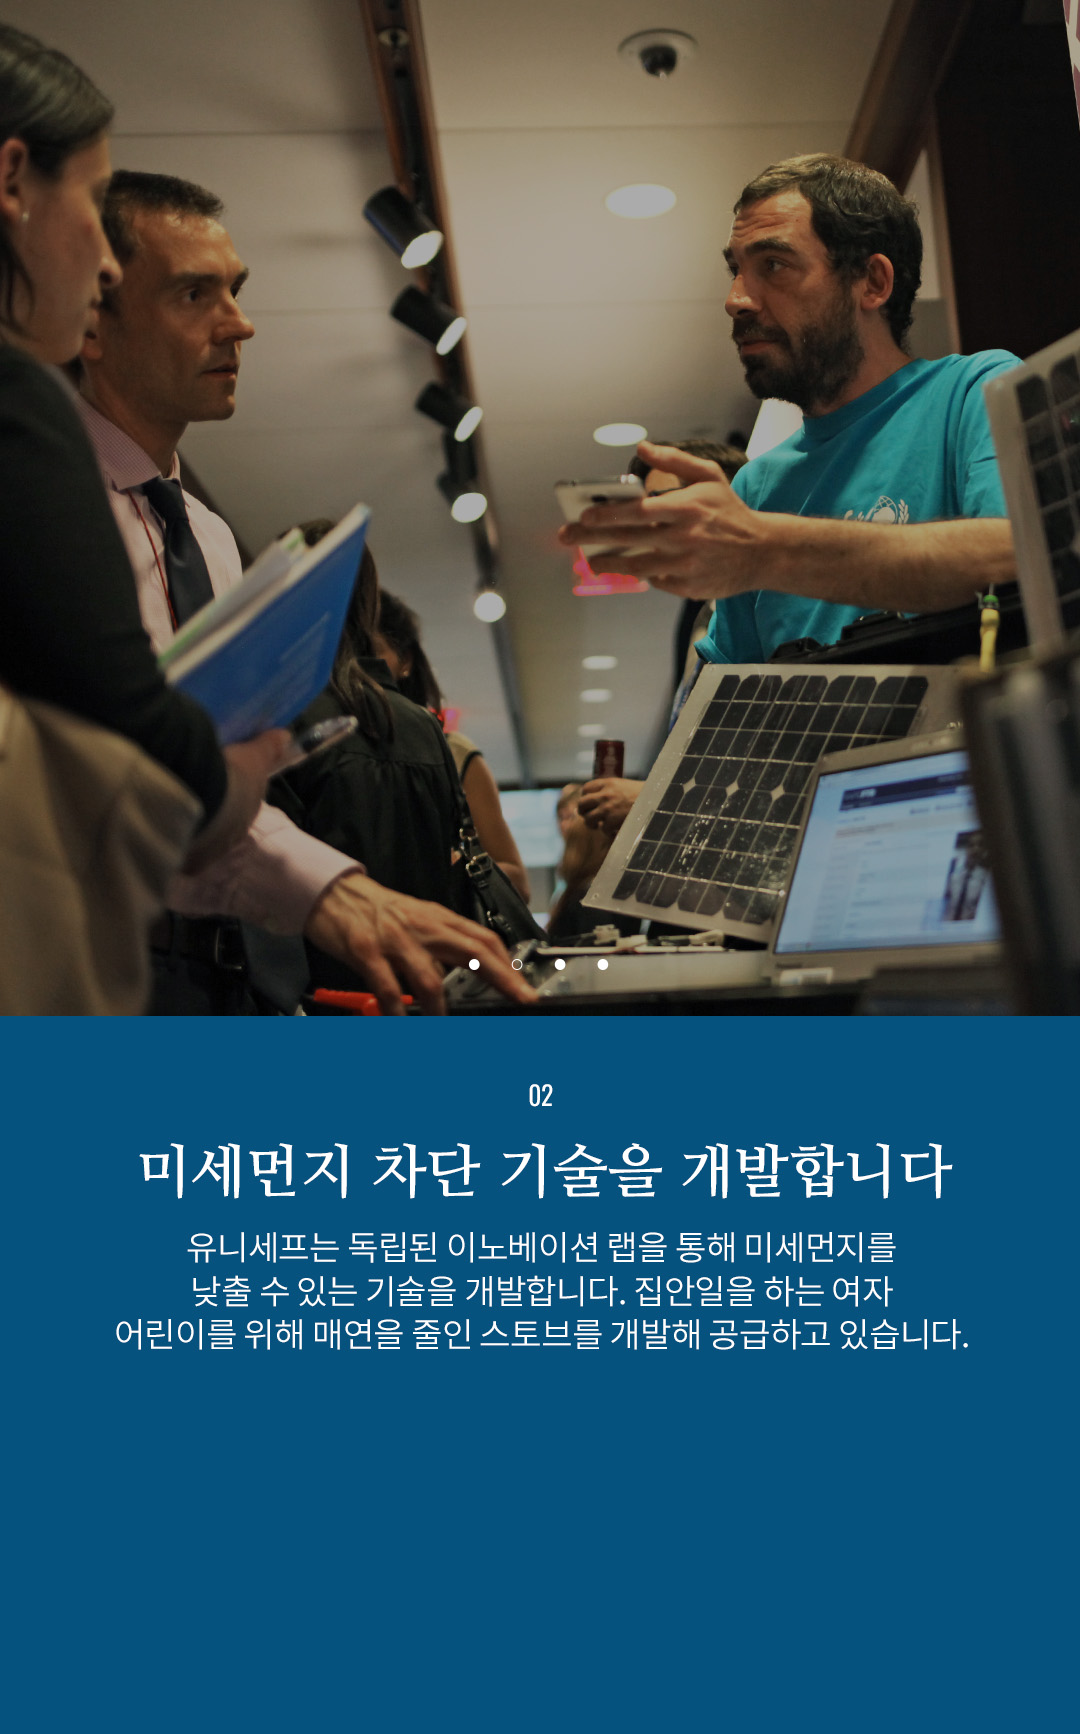 02
미세먼지 차단 기술을 개발합니다
유니세프는 독립된 이노베이션 랩을 통해 미세먼지를
낮출 수 있는 기술을 개발합니다. 집안일을 하는 여자
어린이를 위해 매연을 줄인 스토브를 개발해 공급하고 있습니다.